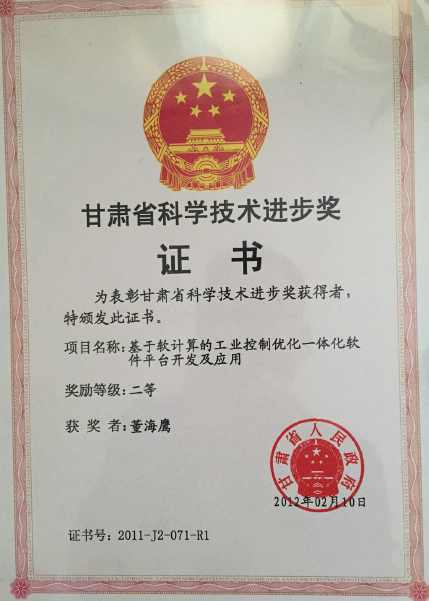 甘肃省科学技术进步奖
证书
为表彰甘肃省科学技术进步奖获得者，
特颁发此证书。
项目名称：基于软计算的工业控制优化一体化软
件平台开发及应用
奖励等级：二等
获奖者：董海鹰
甘肃省人民政府
2012年02月10日
证书号：2011-J2-071-R1